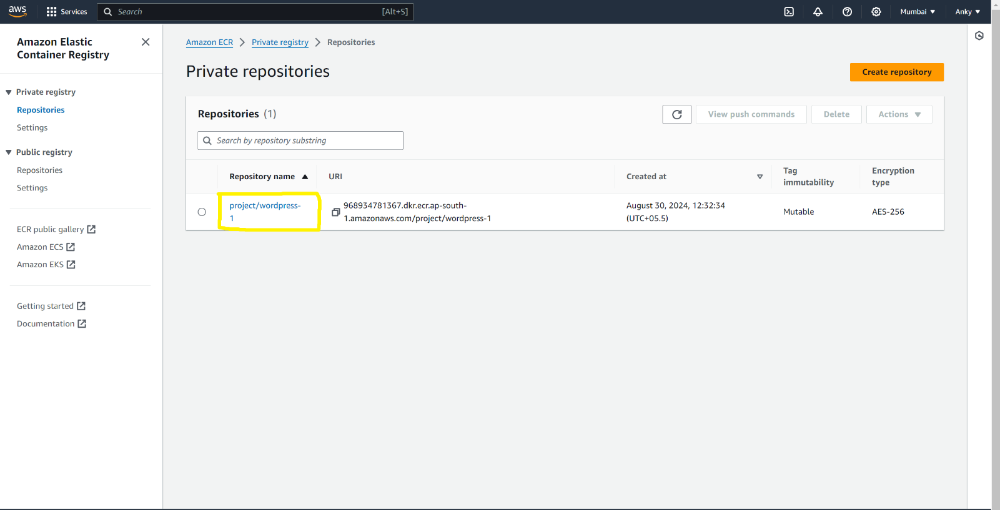 aws
Services
Search [Alt+S]
Mumbai ▼
Anky ▼
Amazon Elastic
Container Registry
Private registry
Repositories
Settings
Public registry
Repositories
Settings
ECR public gallery
Amazon ECS
Amazon EKS
Getting started
Documentation
Amazon ECR > Private registry > Repositories
Private repositories
Create repository
Repositories (1)
View push commands
Delete
Actions ▼
Search by repository substring
Repository name ▲
URI
Created at
Tag
immutability
Encryption
type
project/wordpress-
1
968934781367.dkr.ecr.ap-south-
1.amazonaws.com/project/wordpress-1
August 30, 2024, 12:32:34
(UTC+05.5)
Mutable
AES-256